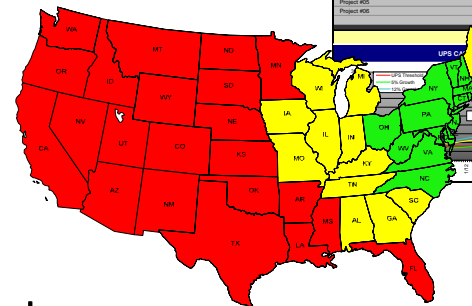 Project #05
Project #06
UPS CA
UPS Threshold
5% Growth
WA
OR
CA
NV
ID
MT
WY
UT
AZ
CO
NM
ND
SD
NE
KS
OK
TX
MN
IA
MO
AR
LA
WI
IL
MS
MI
IN
KY
TN
AL
OH
WV
GA
FL
SC
NC
VA
PA
NY
VT
NH
MA
CT